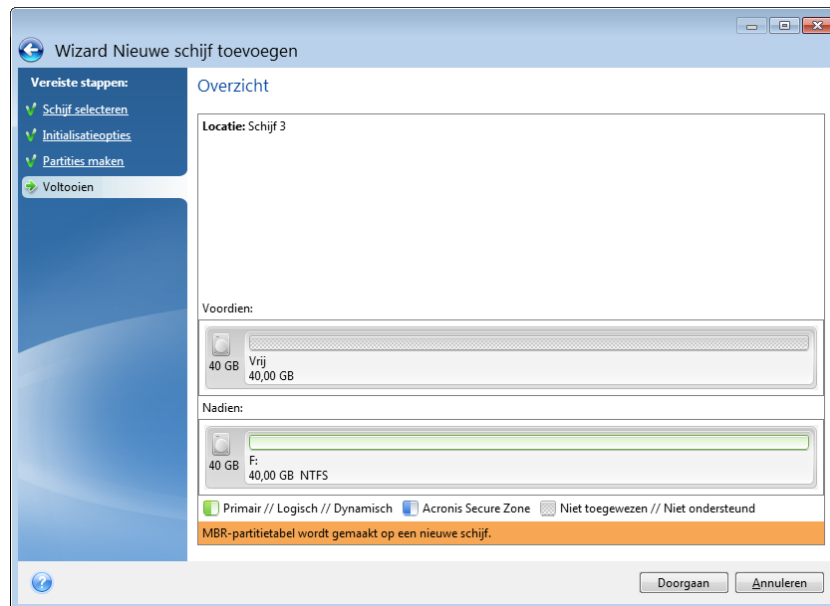 Wizard Nieuwe schijf toevoegen
Vereiste stappen:
Schijf selecteren
Initialisatieopties
Partities maken
Voltooien
Overzicht
Locatie: Schijf 3
Voordien:
40 GB
Vrij
40,00 GB
Nadien:
40 GB
F:
40,00 GB NTFS
Primair // Logisch // Dynamisch Acronis Secure Zone Niet toegewezen // Niet ondersteund
MBR-partitietabel wordt gemaakt op een nieuwe schijf.
?
Doorgaan Annuleren